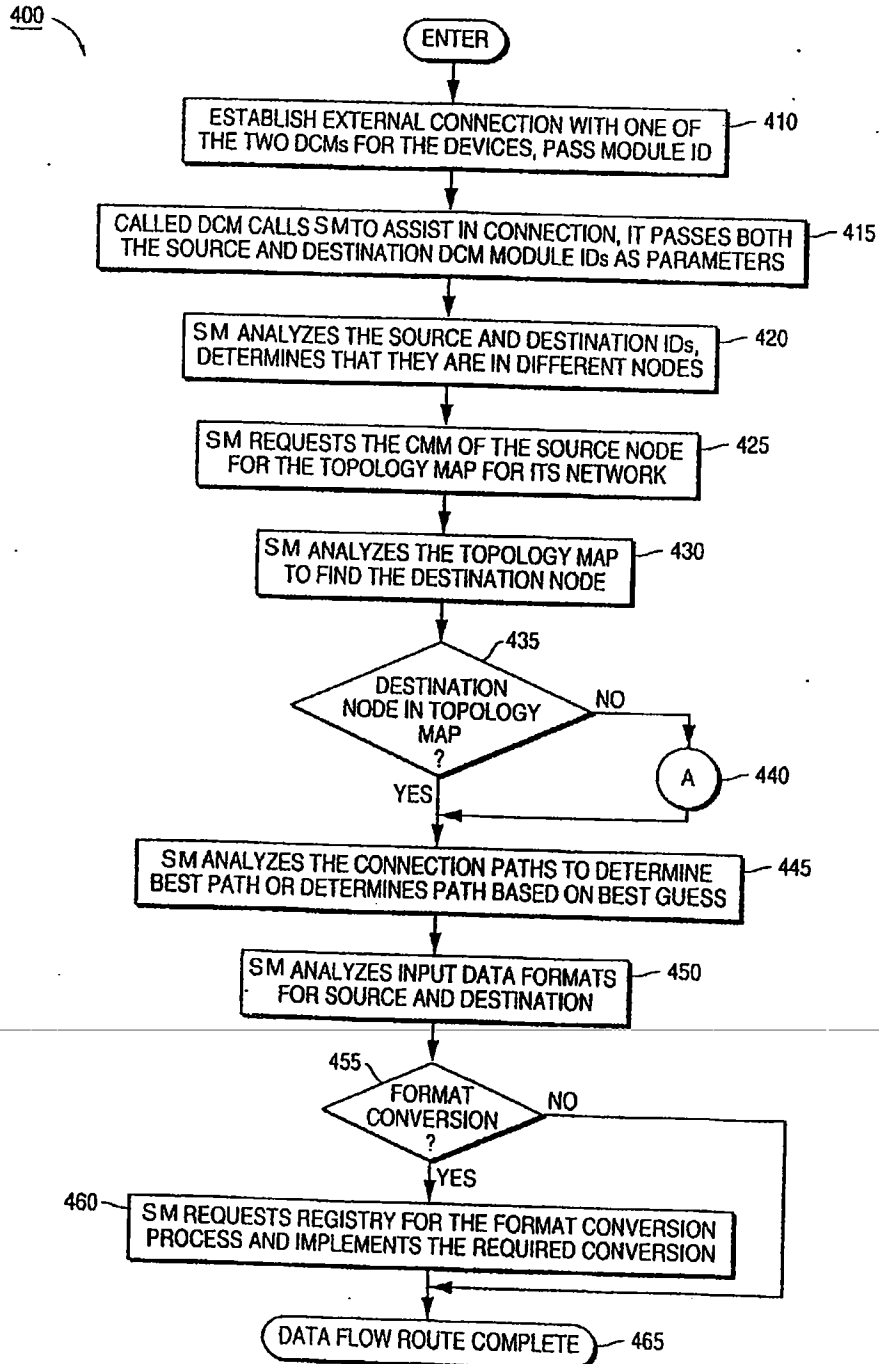 400
ENTER
ESTABLISH EXTERNAL CONNECTION WITH ONE OF
THE TWO DCMs FOR THE DEVICES, PASS MODULE ID
410
CALLED DCM CALLS SM TO ASSIST IN CONNECTION, IT PASSES BOTH
THE SOURCE AND DESTINATION DCM MODULE IDs AS PARAMETERS
415
SM ANALYZES THE SOURCE AND DESTINATION IDs,
DETERMINES THAT THEY ARE IN DIFFERENT NODES
420
SM REQUESTS THE CMM OF THE SOURCE NODE
FOR THE TOPOLOGY MAP FOR ITS NETWORK
425
SM ANALYZES THE TOPOLOGY MAP
TO FIND THE DESTINATION NODE
430
435
DESTINATION
NODE IN TOPOLOGY
MAP
?
NO
A
440
YES
SM ANALYZES THE CONNECTION PATHS TO DETERMINE
BEST PATH OR DETERMINES PATH BASED ON BEST GUESS
445
SM ANALYZES INPUT DATA FORMATS
FOR SOURCE AND DESTINATION
450
455
FORMAT
CONVERSION
?
NO
YES
460
SM REQUESTS REGISTRY FOR THE FORMAT CONVERSION
PROCESS AND IMPLEMENTS THE REQUIRED CONVERSION
DATA FLOW ROUTE COMPLETE
465